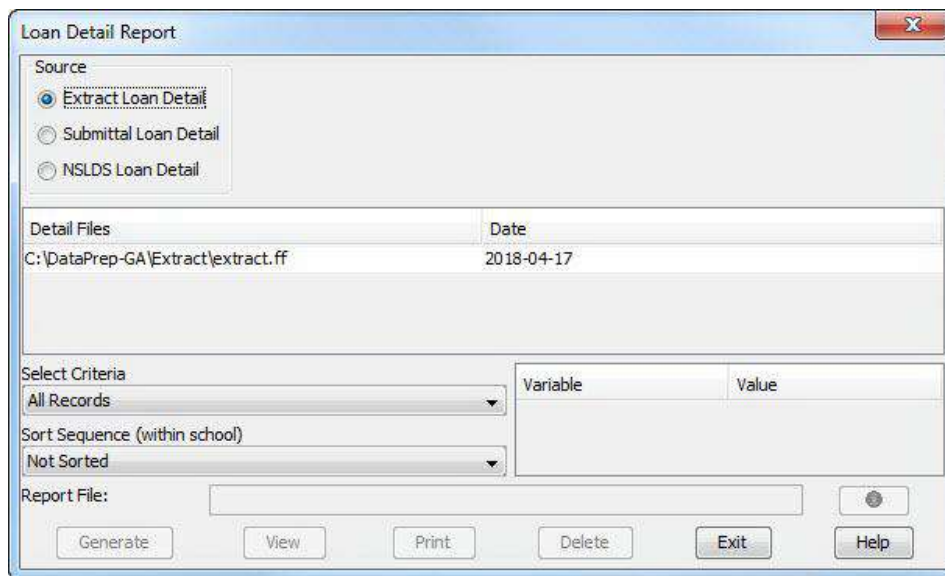 Loan Detail Report
Source
Extract Loan Detail
Submittal Loan Detail
NSLDS Loan Detail
Detail Files Date
C:\DataPrep-GA\Extract\extract.ff 2018-04-17
Select Criteria
All Records
Variable Value
Sort Sequence (within school)
Not Sorted
Report File:
Generate View Print Delete Exit Help